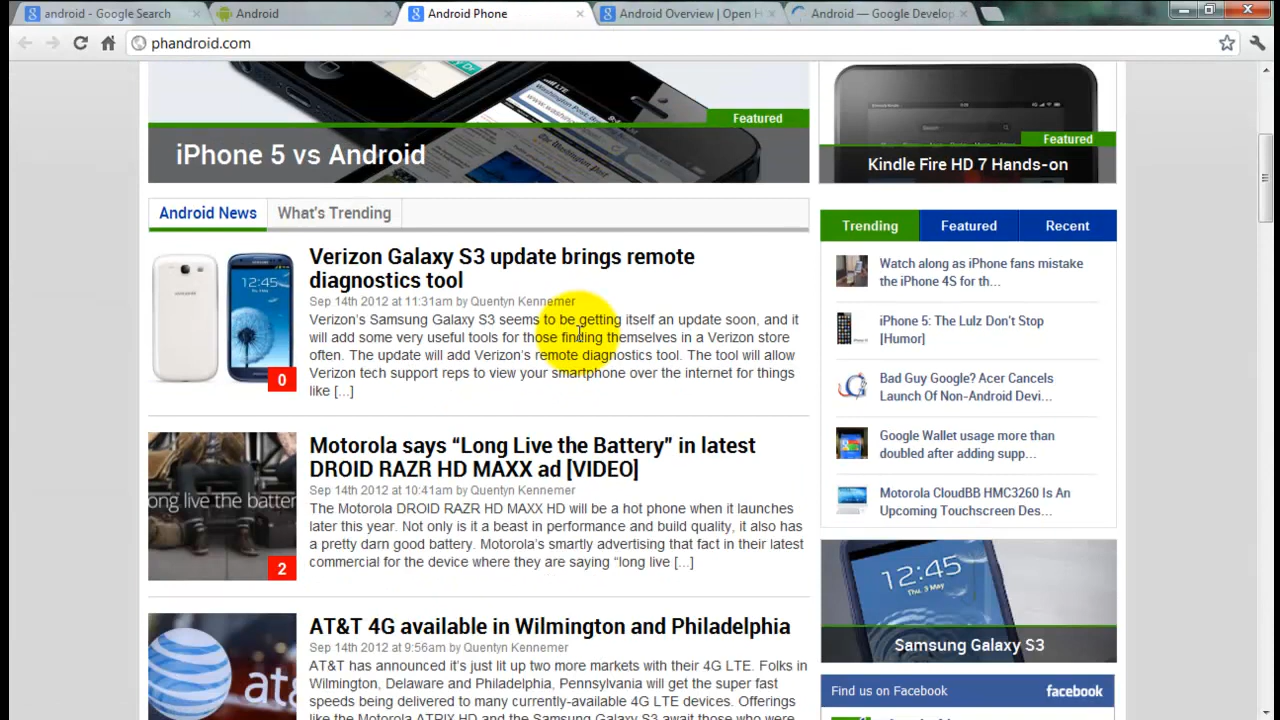 android - Google Search
Android
Android Phone
Android Overview | Open H
Android — Google Develop
phandroid.com
Featured
iPhone 5 vs Android
Featured
Kindle Fire HD 7 Hands-on
Android News
What's Trending
Trending
Featured
Recent
Verizon Galaxy S3 update brings remote
diagnostics tool
Sep 14th 2012 at 11:31am by Quentyn Kennemer
Verizon's Samsung Galaxy S3 seems to be getting itself an update soon, and it
will add some very useful tools for those finding themselves in a Verizon store
often. The update will add Verizon's remote diagnostics tool. The tool will allow
Verizon tech support reps to view your smartphone over the internet for things
like [...]
12:45
0
Motorola says “Long Live the Battery” in latest
DROID RAZR HD MAXX ad [VIDEO]
Sep 14th 2012 at 10:41am by Quentyn Kennemer
The Motorola DROID RAZR HD MAXX HD will be a hot phone when it launches
later this year. Not only is it a beast in performance and build quality, it also has
a pretty darn good battery. Motorola's smartly advertising that fact in their latest
commercial for the device where they are saying “long live [...]
ong live the batter
2
AT&T 4G available in Wilmington and Philadelphia
Sep 14th 2012 at 9:56am by Quentyn Kennemer
AT&T has announced it's just lit up two more markets with their 4G LTE. Folks in
Wilmington, Delaware and Philadelphia, Pennsylvania will get the super fast
speeds being delivered to many currently-available 4G LTE devices. Offerings
like the Motorola ATRIX HD and the Samsung Galaxy S3 await those who were
at
Watch along as iPhone fans mistake
the iPhone 4S for th...
iPhone 5: The Lulz Don't Stop
[Humor]
Bad Guy Google? Acer Cancels
Launch Of Non-Android Devi...
Google Wallet usage more than
doubled after adding supp...
Motorola CloudBB HMC3260 Is An
Upcoming Touchscreen Des...
12:45
Thu, 3 May
Samsung Galaxy S3
Find us on Facebook
facebook